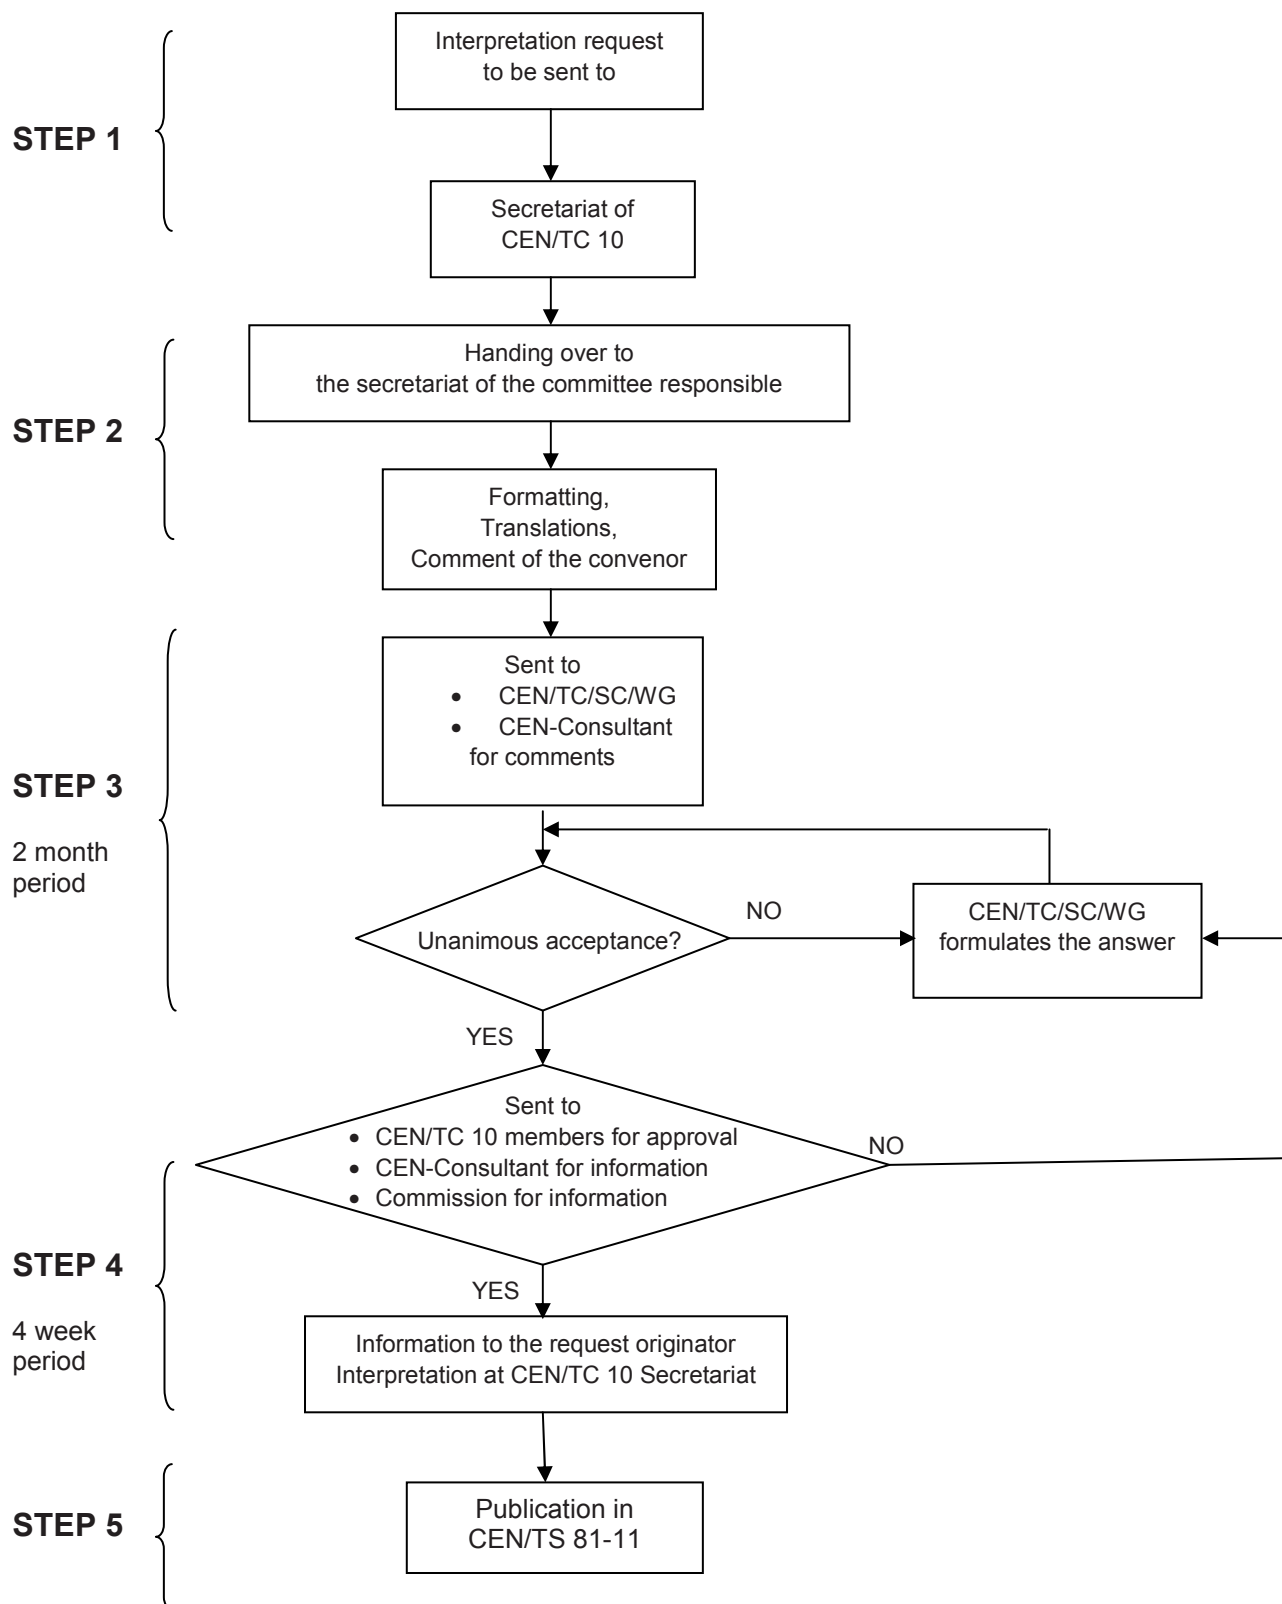 Interpretation request
to be sent to
STEP 1
Secretariat of
CEN/TC 10
Handing over to
the secretariat of the committee responsible
STEP 2
Formatting,
Translations,
Comment of the convenor
Sent to
• CEN/TC/SC/WG
• CEN-Consultant
for comments
STEP 3
2 month
period
Unanimous acceptance?
NO
CEN/TC/SC/WG
formulates the answer
YES
Sent to
• CEN/TC 10 members for approval
• CEN-Consultant for information
• Commission for information
NO
STEP 4
4 week
period
YES
Information to the request originator
Interpretation at CEN/TC 10 Secretariat
STEP 5
Publication in
CEN/TS 81-11